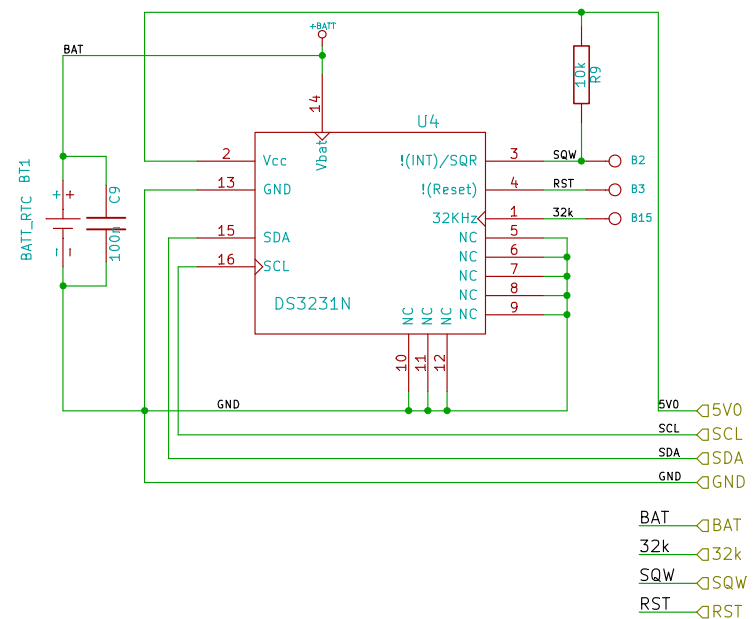 +BATT
BAT
10k
R9
14
U4
Vbat
2
Vcc
!(INT)/SQR
3
SQW
B2
13
GND
!(Reset)
4
RST
B3
32KHz
1
32k
B15
BATT_RTC BT1
+ +
- -
C9
100n
15
SDA
NC
5
NC
6
16
SCL
NC
7
NC
8
DS3231N
NC
9
NC
NC
NC
10
11
12
GND
5V0
5V0
SCL
SCL
SDA
SDA
GND
GND
BAT
BAT
32k
32k
SQW
SQW
RST
RST